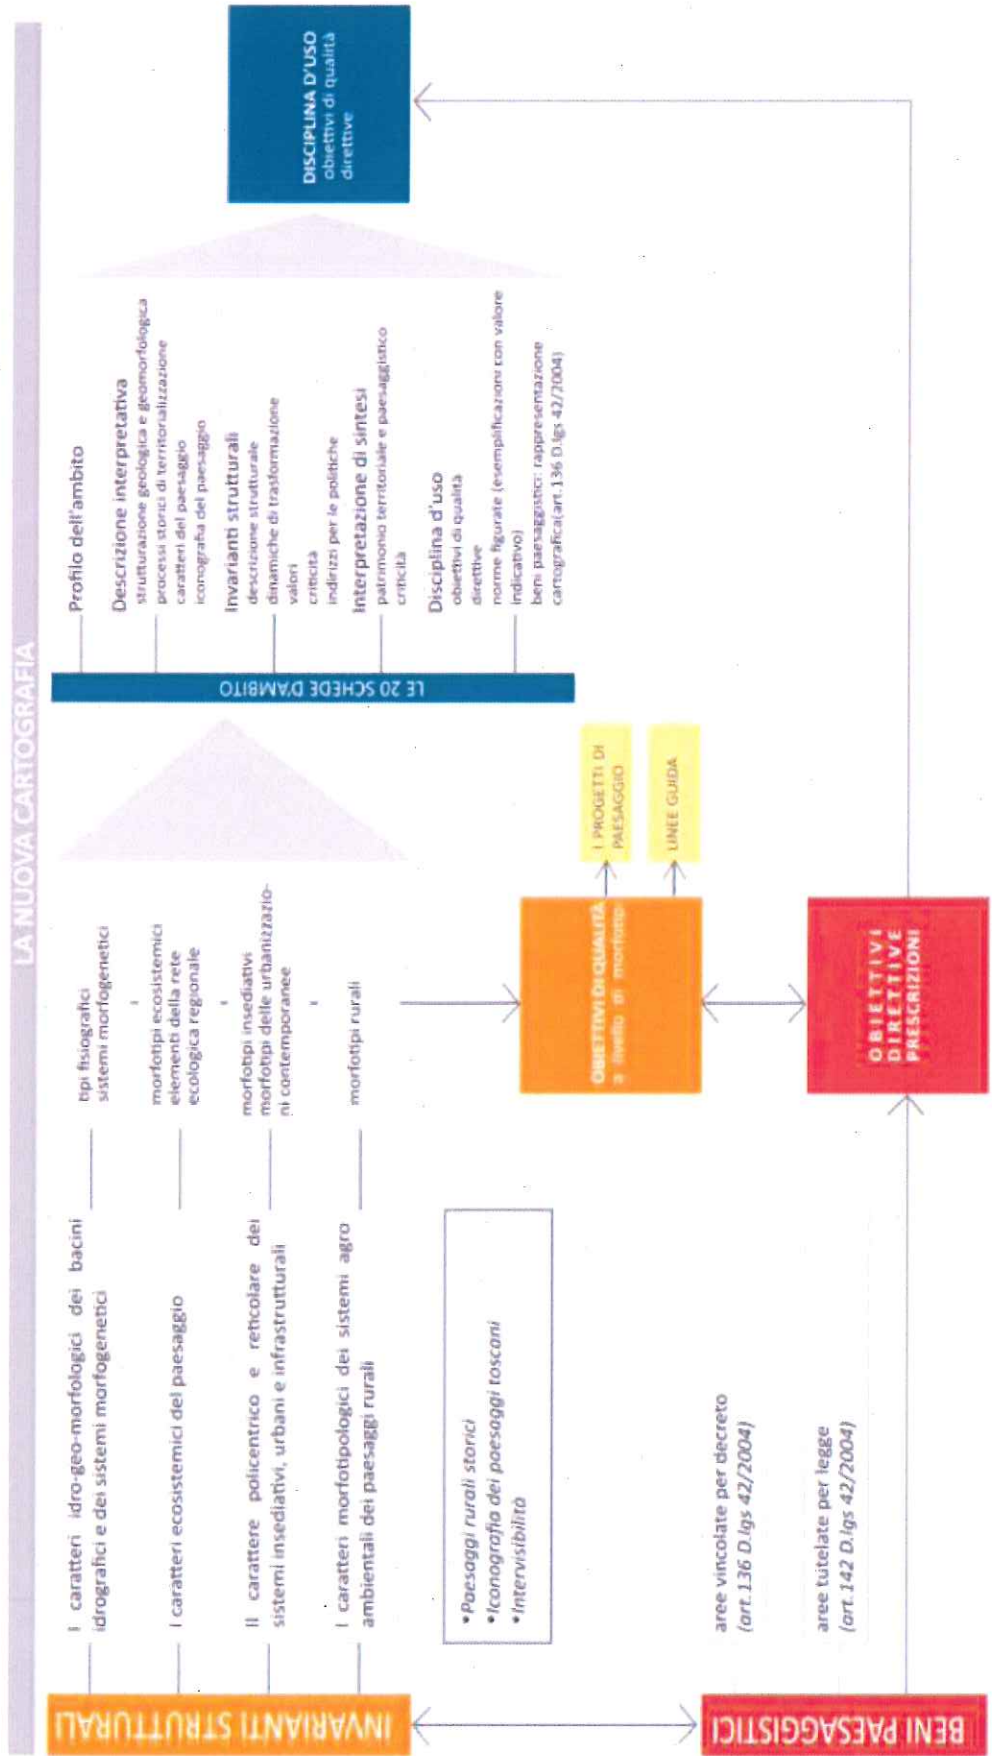 LA NUOVA CARTOGRAFIA
INVARIANTI STRUTTURALI
I caratteri idro-geo-morfologici dei bacini
idrografici e dei sistemi morfogenetici
I caratteri ecosistemici del paesaggio
Il carattere policentrico e reticolare dei
sistemi insediativi, urbani e infrastrutturali
I caratteri morfotipologici dei sistemi agro
ambientali dei paesaggi rurali
tipi fisiografici
sistemi morfogenetici
morfotipi ecosistemici
elementi della rete
ecologica regionale
morfotipi insediativi
morfotipi delle urbanizzazio-
ni contemporanee
morfotipi rurali
LE 20 SCHEDE D'AMBITO
Profilo dell'ambito
Descrizione interpretativa
strutturazione geologica e geomorfologica
processi storici di territorializzazione
caratteri del paesaggio
iconografia del paesaggio
Invarianti strutturali
descrizione strutturale
dinamiche di trasformazione
valori
criticità
indirizzi per le politiche
Interpretazione di sintesi
patrimonio territoriale e paesaggistico
criticità
Disciplina d'uso
obiettivi di qualità
direttive
norme figurate (esemplificazioni con valore
indicativo)
beni paesaggistici: rappresentazione
cartografica(art.136 D.lgs 42/2004)
DISCIPLINA D'USO
obiettivi di qualità
direttive
• Paesaggi rurali storici
• Iconografia dei paesaggi toscani
• Intervisibilità
OBIETTIVI DI QUALITÀ
a livello di morfotipi
I PROGETTI DI
PAESAGGIO
LINEE GUIDA
BENI PAESAGGISTICI
aree vincolate per decreto
(art.136 D.lgs 42/2004)
aree tutelate per legge
(art.142 D.lgs 42/2004)
OBIETTIVI
DIRETTIVE
PRESCRIZIONI